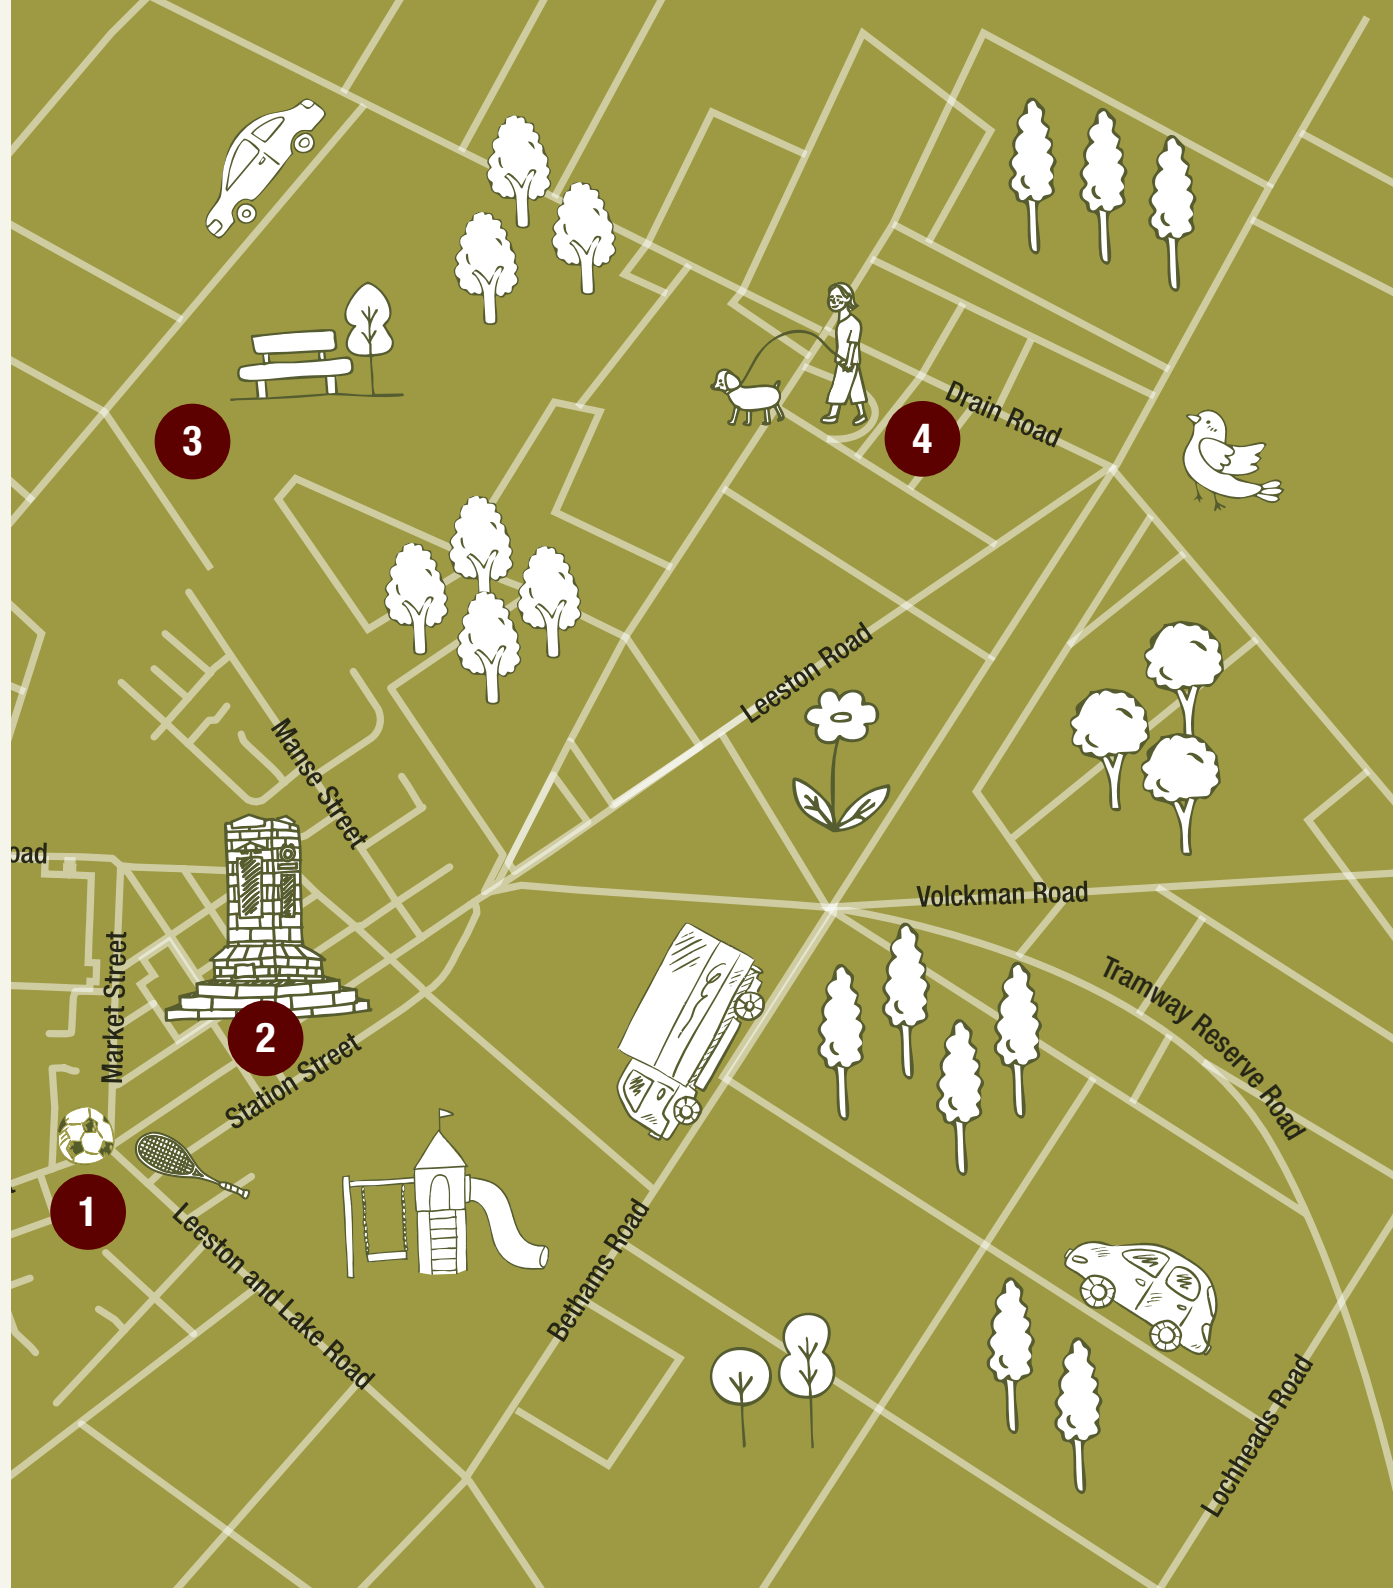 3
4
Drain Road
Leeston Road
Manse Street
oad
Volckman Road
Market Street
Tramway Reserve Road
2
Station Street
1
Leeston and Lake Road
Bethams Road
Lochheads Road